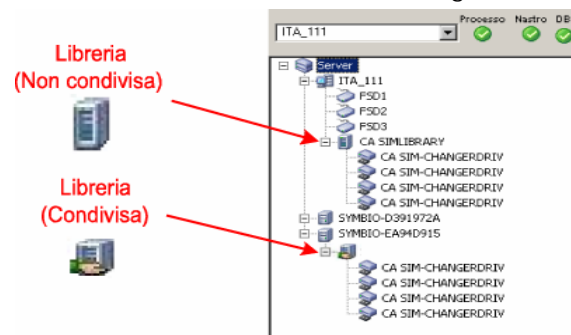 Libreria
(Non condivisa)
Libreria
(Condivisa)
Processo Nastro
ITA_111
Server
ITA_111
FSD1
FSD2
FSD3
CA SIMLIBRARY
CA SIM-CHANGERDRIV
CA SIM-CHANGERDRIV
CA SIM-CHANGERDRIV
CA SIM-CHANGERDRIV
SYMBIO-D391972A
SYMBIO-EA94D915
CA SIM-CHANGERDRIV
CA SIM-CHANGERDRIV
CA SIM-CHANGERDRIV
CA SIM-CHANGERDRIV